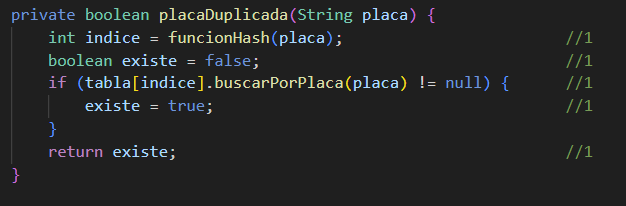 private boolean placaDuplicada(String placa) {
    int indice = funcionHash(placa);                         //1
    boolean existe = false;                                  //1
    if (tabla[indice].buscarPorPlaca(placa) != null) {       //1
        existe = true;                                       //1
    }
    return existe;                                           //1
}